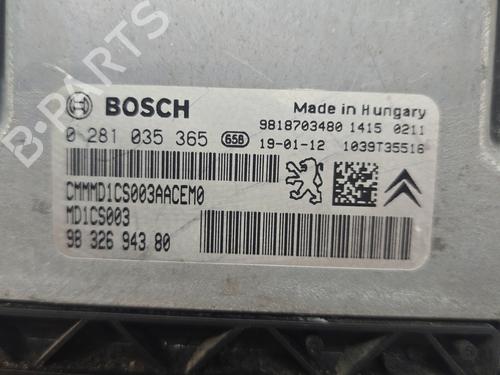 BOSCH
Made in Hungary
0 281 035 365 65B
9818703480 1415 0211
19-01-12 1039T35516
CMMMD1CS003AACEM0
MD1CS003
98 326 943 80
B-PARTS